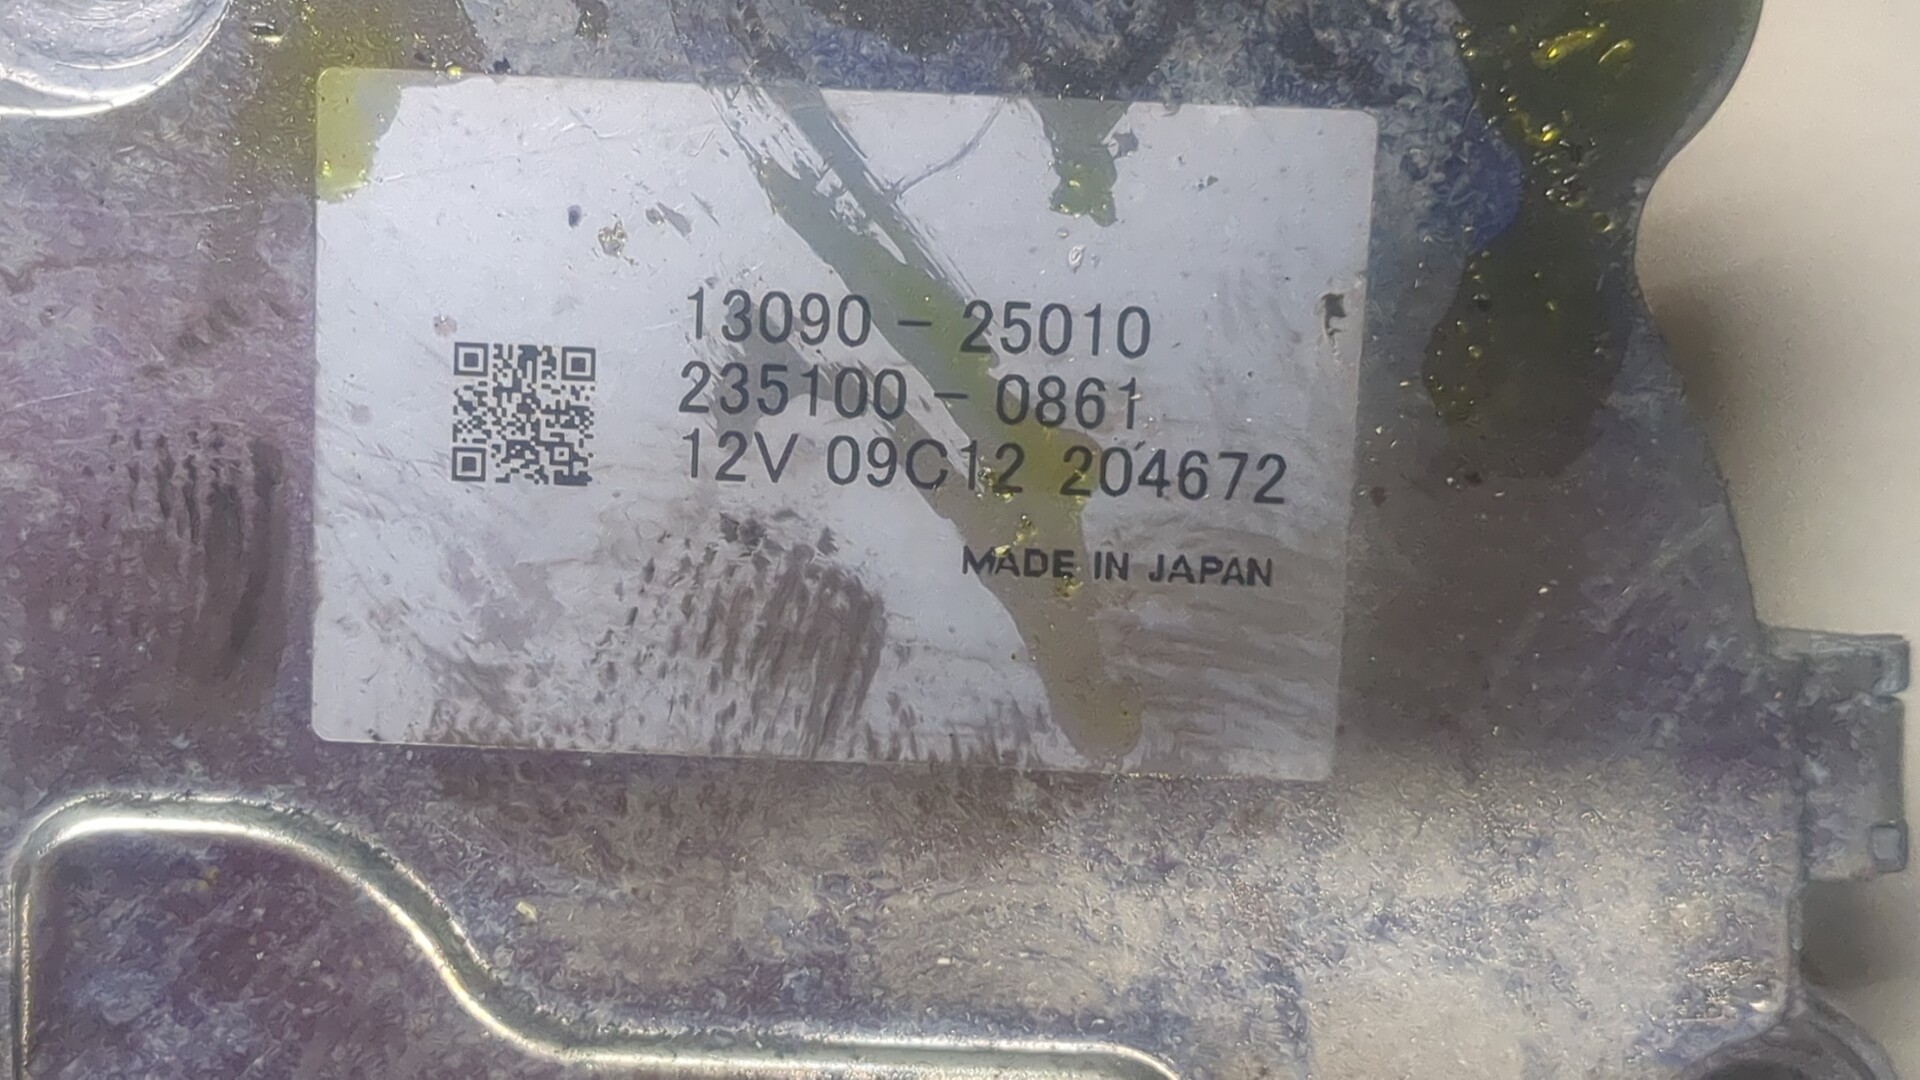 13090 - 25010
235100 - 0861
12V 09C12 204672
MADE IN JAPAN